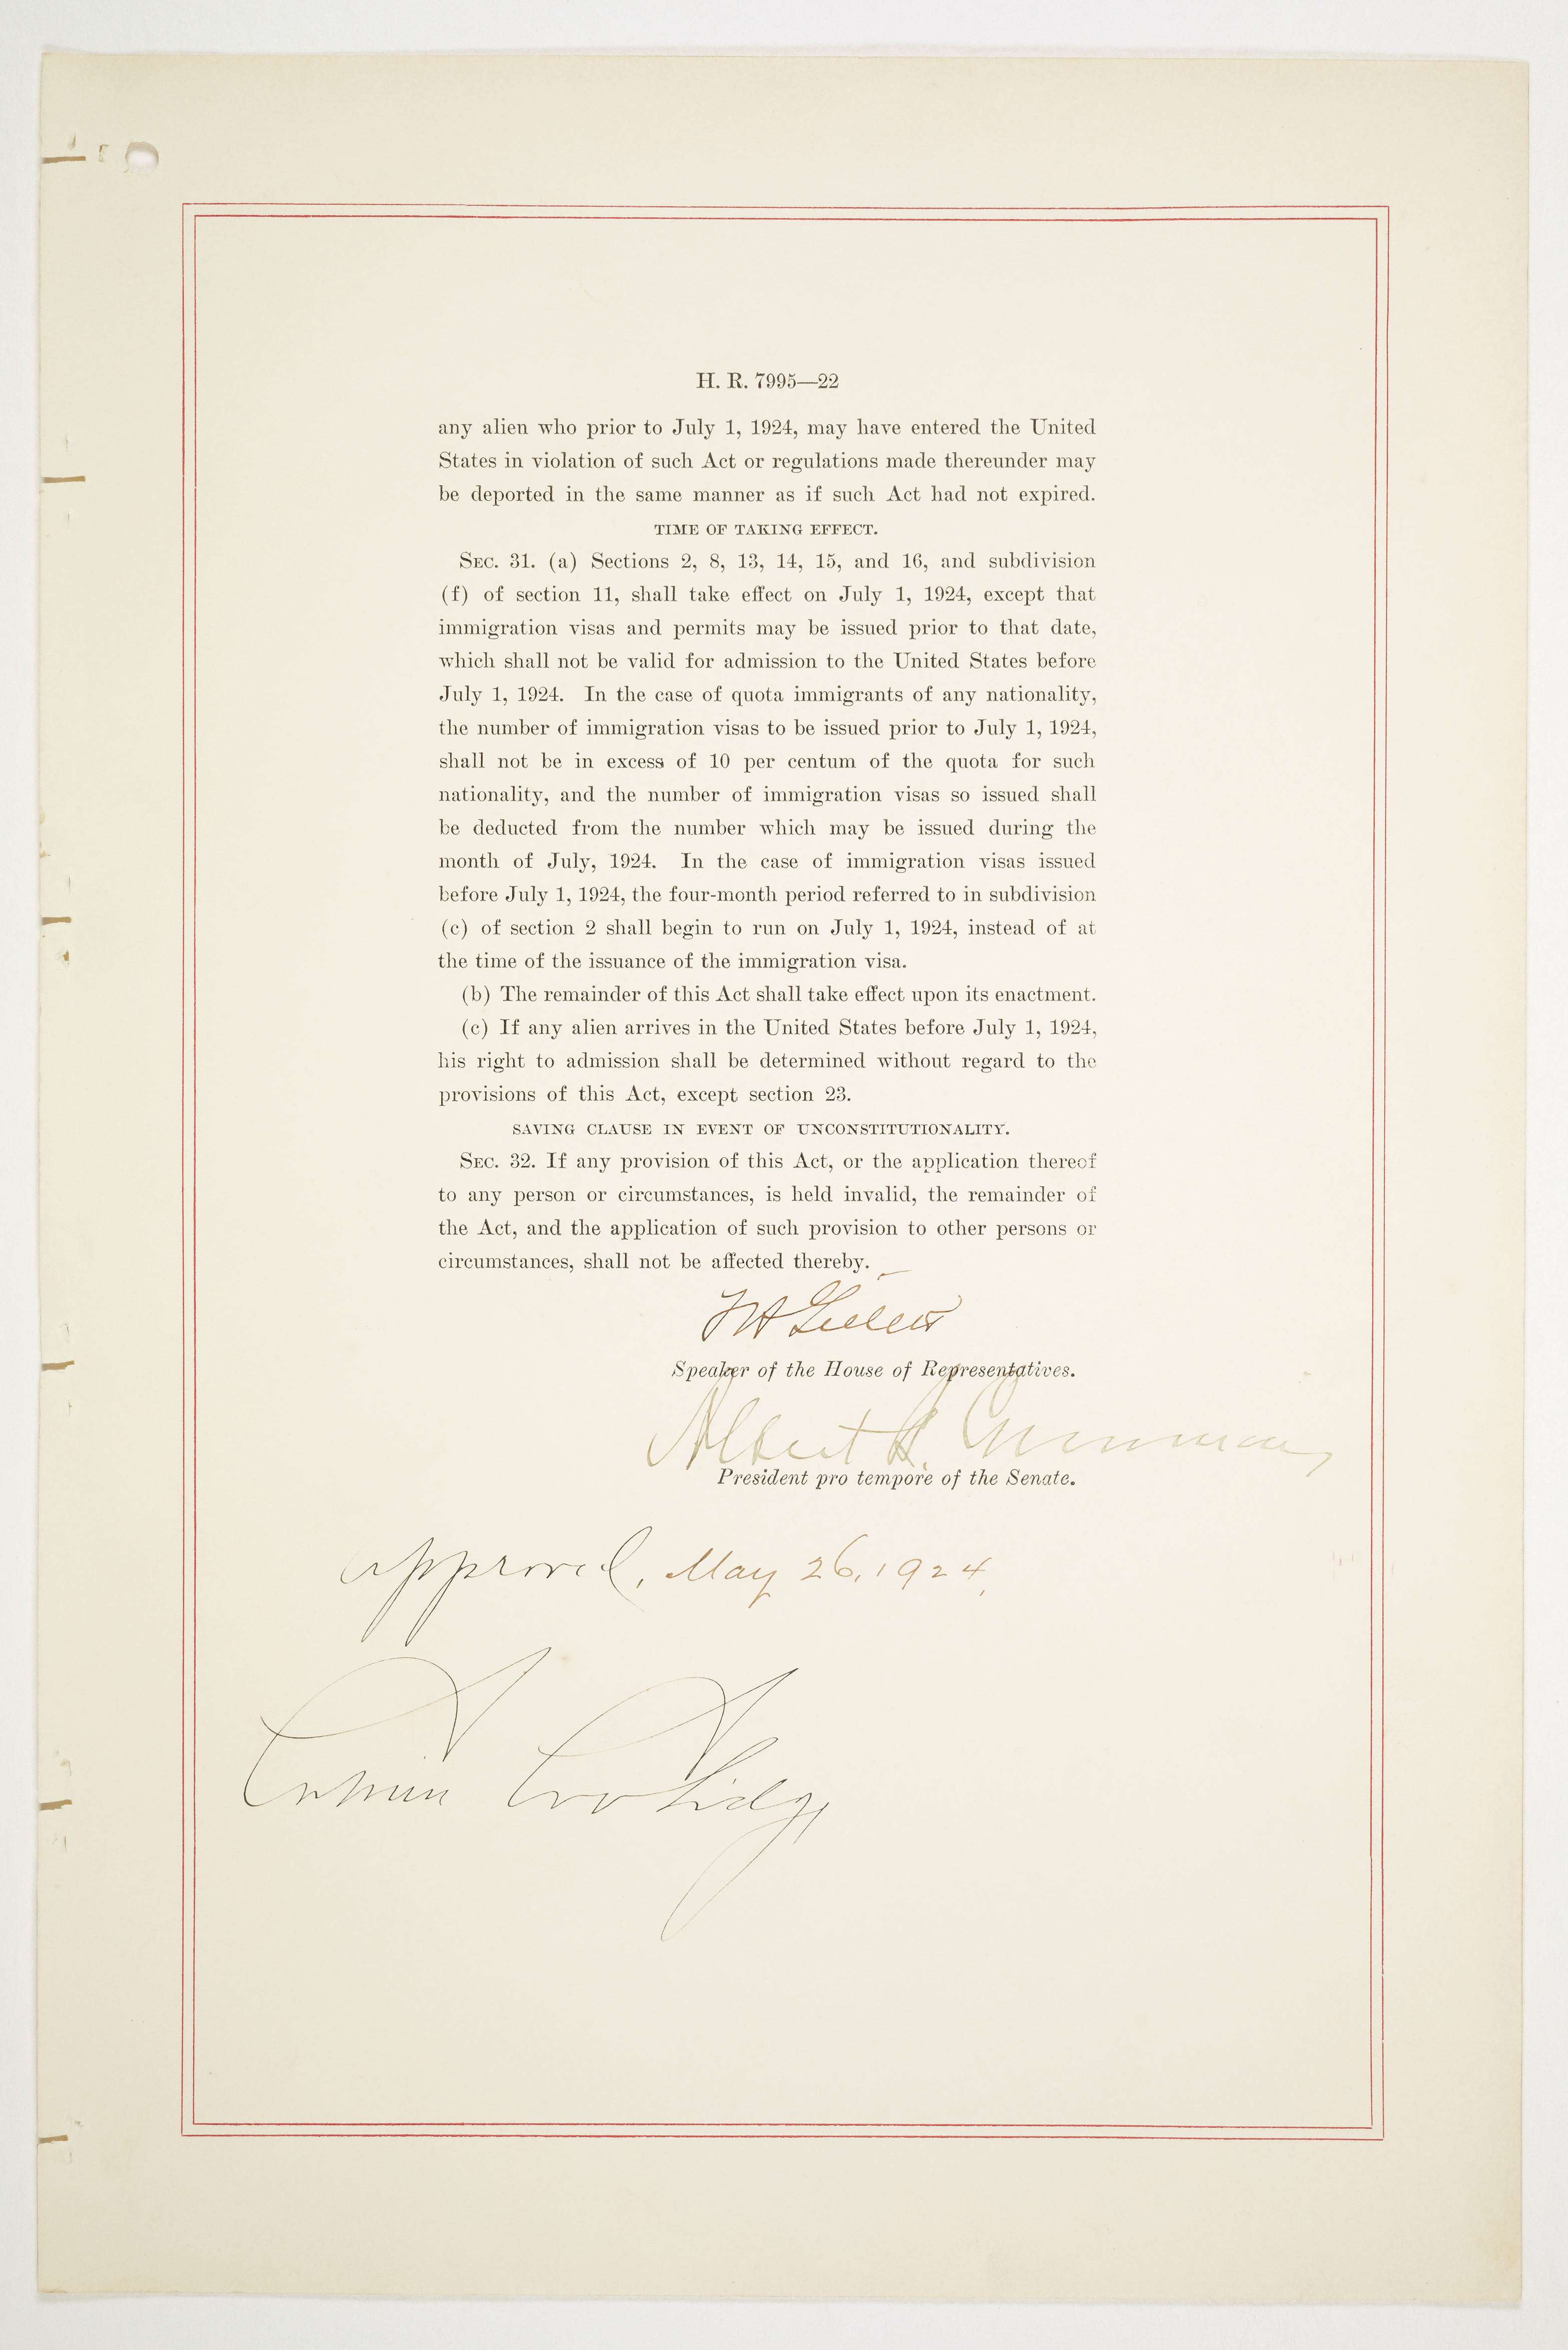 H. R. 7995—22
any alien who prior to July 1, 1924, may have entered the United
States in violation of such Act or regulations made thereunder may
be deported in the same manner as if such Act had not expired.
TIME OF TAKING EFFECT.
SEC. 31. (a) Sections 2, 8, 13, 14, 15, and 16, and subdivision
(f) of section 11, shall take effect on July 1, 1924, except that
immigration visas and permits may be issued prior to that date,
which shall not be valid for admission to the United States before
July 1, 1924. In the case of quota immigrants of any nationality,
the number of immigration visas to be issued prior to July 1, 1924,
shall not be in excess of 10 per centum of the quota for such
nationality, and the number of immigration visas so issued shall
be deducted from the number which may be issued during the
month of July, 1924. In the case of immigration visas issued
before July 1, 1924, the four-month period referred to in subdivision
(c) of section 2 shall begin to run on July 1, 1924, instead of at
the time of the issuance of the immigration visa.
(b) The remainder of this Act shall take effect upon its enactment.
(c) If any alien arrives in the United States before July 1, 1924,
his right to admission shall be determined without regard to the
provisions of this Act, except section 23.
SAVING CLAUSE IN EVENT OF UNCONSTITUTIONALITY.
SEC. 32. If any provision of this Act, or the application thereof
to any person or circumstances, is held invalid, the remainder of
the Act, and the application of such provision to other persons or
circumstances, shall not be affected thereby.
F H Gillett
Speaker of the House of Representatives.
Albert B. Cummins
President pro tempore of the Senate.
Approved, May 26, 1924.
Calvin Coolidge